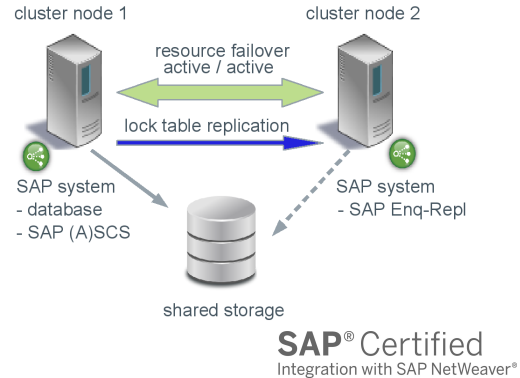 cluster node 1
cluster node 2
resource failover
active / active
lock table replication
SAP system
- database
- SAP (A)SCS
SAP system
- SAP Enq-Repl
shared storage
SAP® Certified
Integration with SAP NetWeaver®